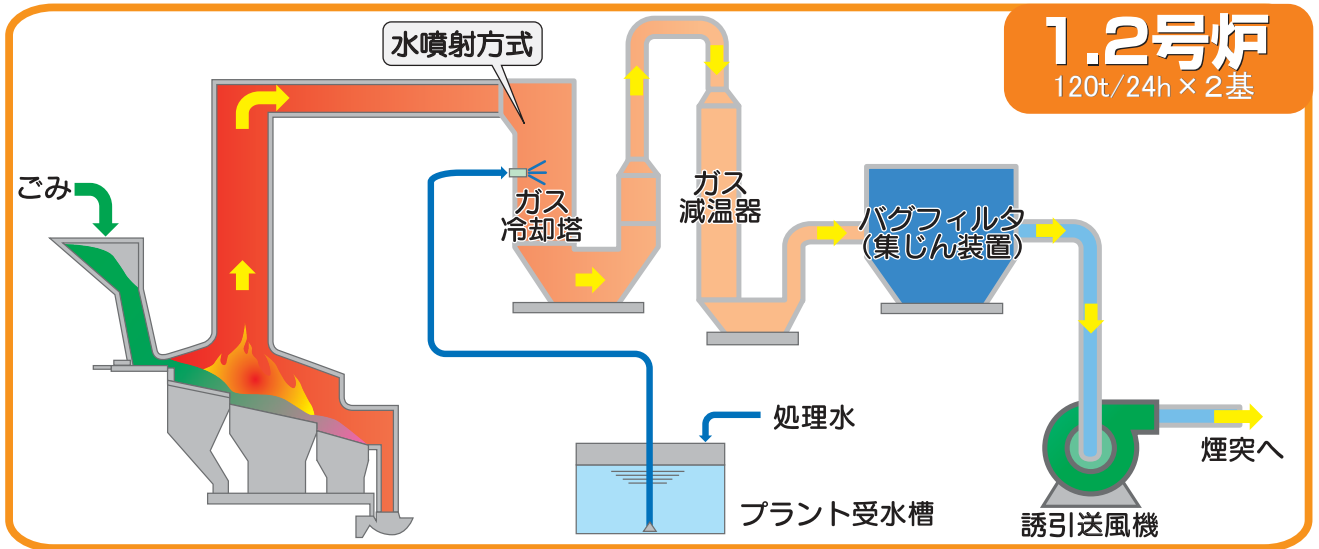 1.2号炉
120t/24h×2基
水噴射方式
ごみ
ガス
冷却塔
ガス
減温器
バグフィルタ
(集じん装置)
処理水
プラント受水槽
煙突へ
誘引送風機